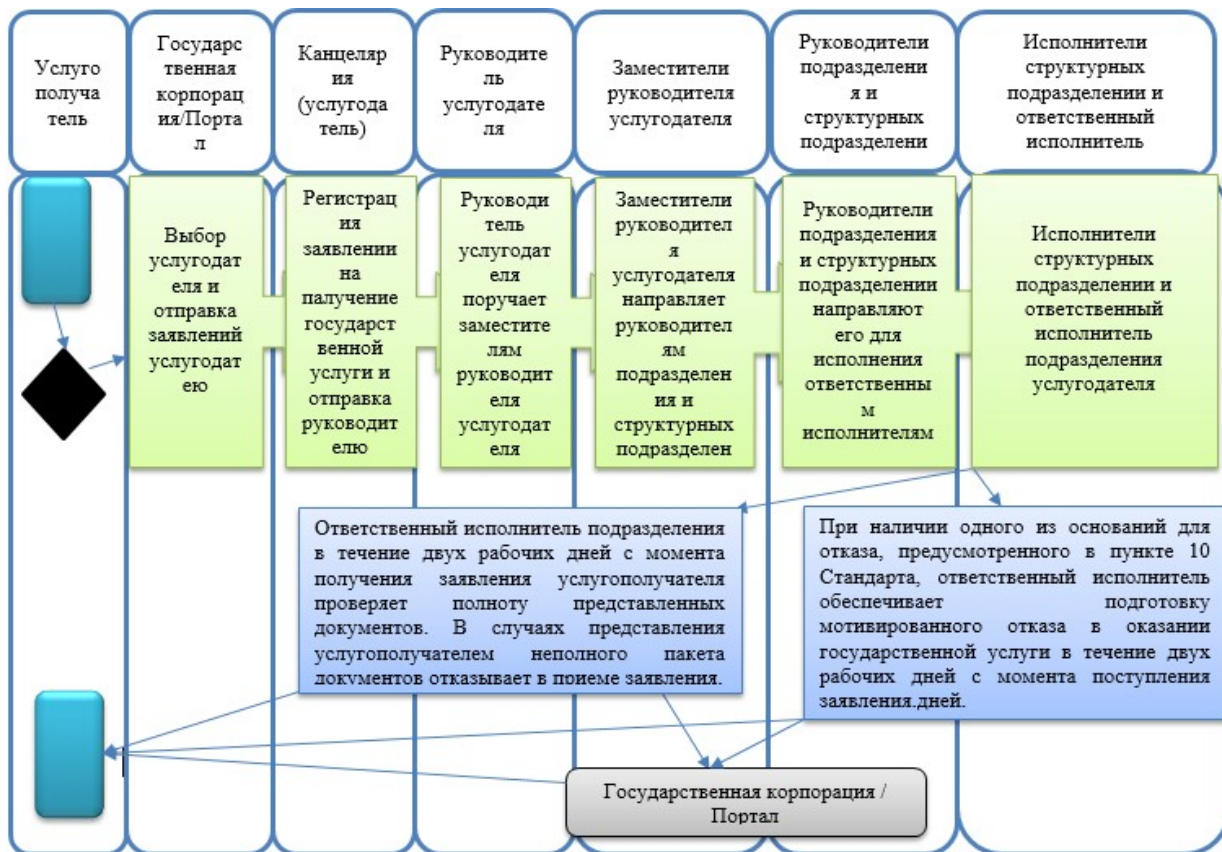 Услуго
получа
тель
Государс
твенная
корпорац
ия/Порта
л
Канцеляр
ия
(услугода
тель)
Руководите
ль
услугодате
ля
Заместители
руководителя
услугодателя
Руководители
подразделени
я и
структурных
подразделени
Исполнители
структурных
подразделении и
ответственный
исполнитель
Выбор
услугодат
еля и
отправка
заявлений
услугодат
ею
Регистрац
ия
заявлении
на
палучение
государст
венной
услуги и
отправка
руководит
елю
Руководи
тель
услугодат
еля
поручает
заместите
лям
руководит
еля
услугодат
еля
Заместители
руководител
я
услугодателя
направляет
руководител
ям
подразделен
ия и
структурных
подразделен
Руководители
подразделения
и структурных
подразделении
направляют
его для
исполнения
ответственны
м
исполнителям
Исполнители
структурных
подразделении и
ответственный
исполнитель
подразделения
услугодателя
Ответственный исполнитель подразделения
в течение двух рабочих дней с момента
получения заявления услугополучателя
проверяет полноту представленных
документов. В случаях представления
услугополучателем неполного пакета
документов отказывает в приеме заявления.
При наличии одного из оснований для
отказа, предусмотренного в пункте 10
Стандарта, ответственный исполнитель
обеспечивает подготовку
мотивированного отказа в оказании
государственной услуги в течение двух
рабочих дней с момента поступления
заявления.дней.
Государственная корпорация /
Портал